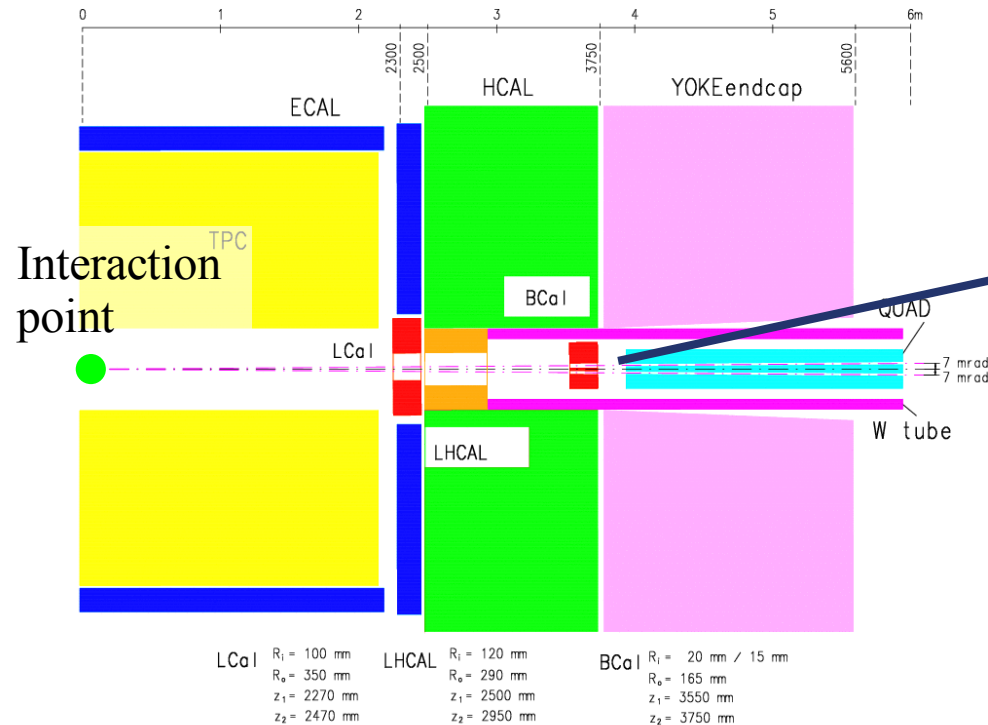 0 1 2 3 4 5 6m
2300 2500 3750 5600
ECAL HCAL YOKEendcap
TPC
Interaction
point
BCal
QUAD
LCal
7 mrad
7 mrad
W tube
LHCAL
LCal
Rᵢ = 100 mm
Rₒ = 350 mm
z₁ = 2270 mm
z₂ = 2470 mm
LHCAL
Rᵢ = 120 mm
Rₒ = 290 mm
z₁ = 2500 mm
z₂ = 2950 mm
BCal
Rᵢ = 20 mm / 15 mm
Rₒ = 165 mm
z₁ = 3550 mm
z₂ = 3750 mm